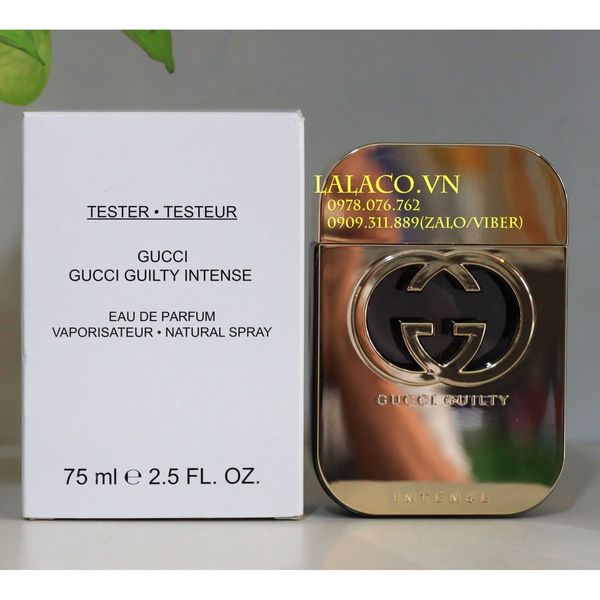 TESTER • TESTEUR
GUCCI
GUCCI GUILTY INTENSE
EAU DE PARFUM
VAPORISATEUR • NATURAL SPRAY
75 ml ℮ 2.5 FL. OZ.
LALACO.VN
0978.076.762
0909.311.889(ZALO/VIBER)
GUCCI GUILTY
INTENSE